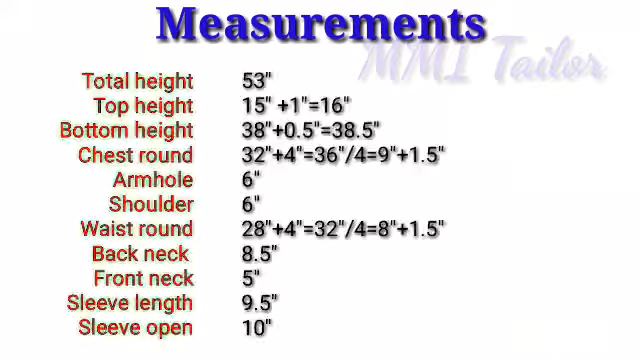 Measurements
MMI Tailor
Total height 53"
Top height 15" +1"=16"
Bottom height 38"+0.5"=38.5"
Chest round 32"+4"=36"/4=9"+1.5"
Armhole 6"
Shoulder 6"
Waist round 28"+4"=32"/4=8"+1.5"
Back neck 8.5"
Front neck 5"
Sleeve length 9.5"
Sleeve open 10"